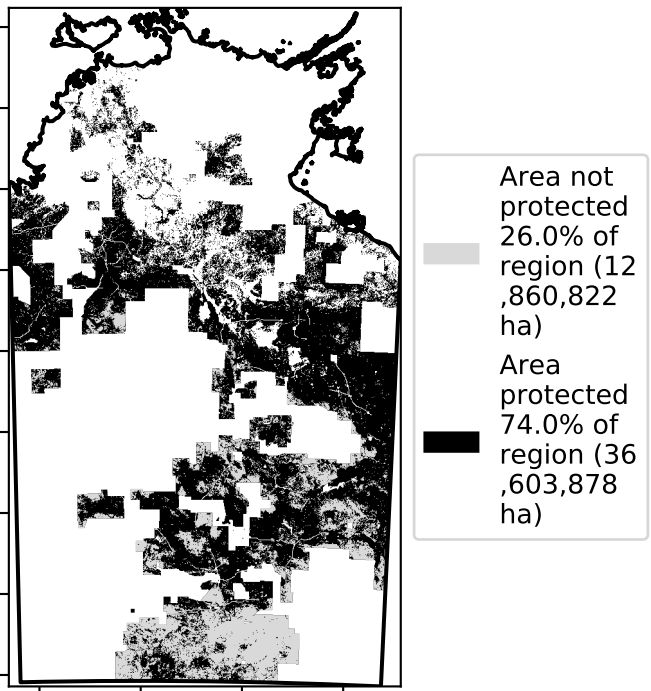 Area not
protected
26.0% of
region (12
,860,822
ha)
Area
protected
74.0% of
region (36
,603,878
ha)